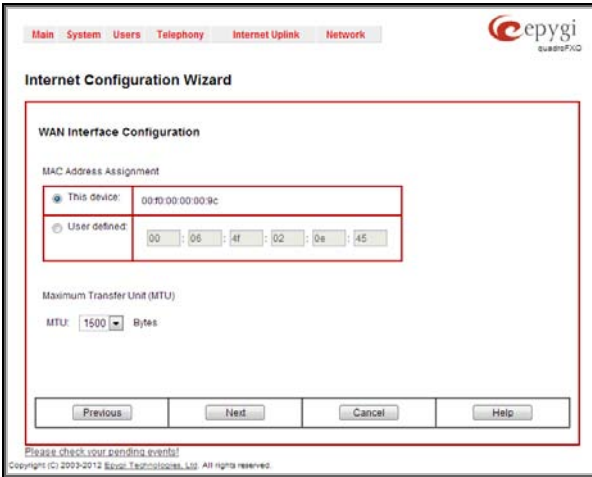 Main System Users Telephony Internet Uplink Network
epygi
quadroFXO
Internet Configuration Wizard
WAN Interface Configuration
MAC Address Assignment
This device: 00:f0:00:00:00:9c
User defined: 00 : 06 : 4f : 02 : 0e : 45
Maximum Transfer Unit (MTU)
MTU: 1500 Bytes
Previous Next Cancel Help
Please check your pending events!
Copyright (C) 2003-2012 Epygi Technologies, Ltd. All rights reserved.